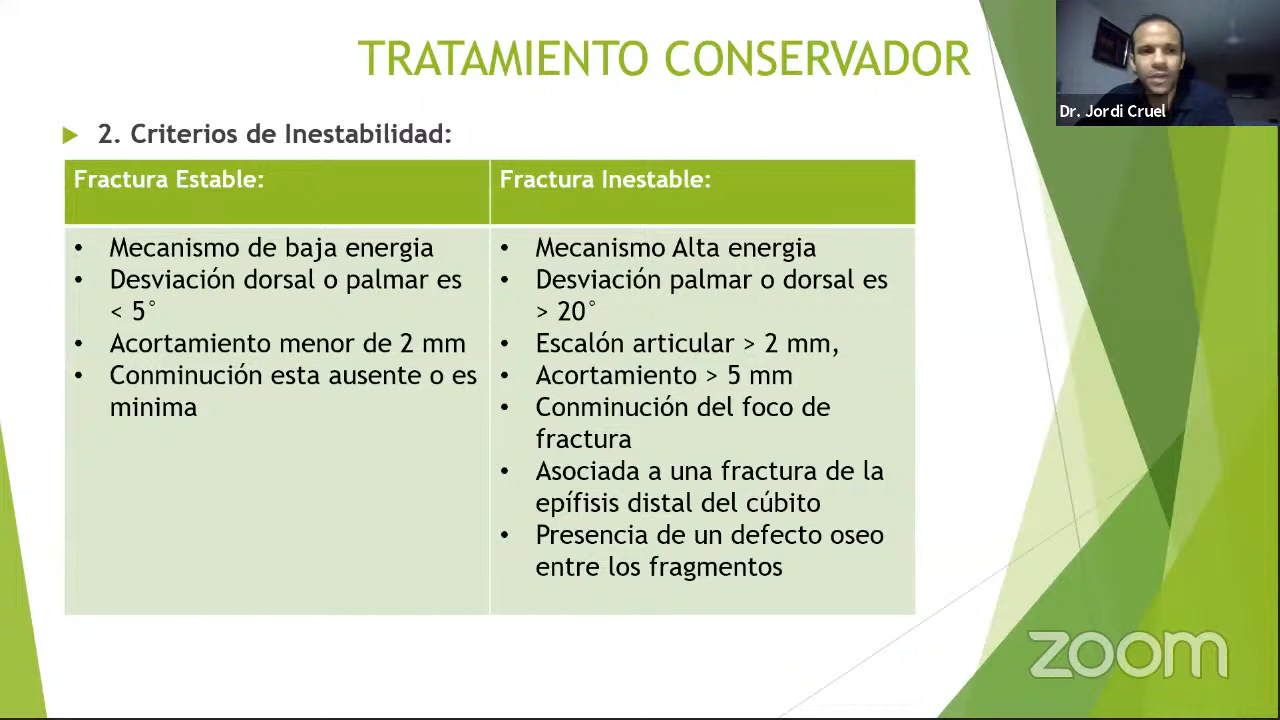 TRATAMIENTO CONSERVADOR
Dr. Jordi Cruel
2. Criterios de Inestabilidad:
Fractura Estable:
• Mecanismo de baja energia
• Desviación dorsal o palmar es
< 5°
• Acortamiento menor de 2 mm
• Conminución esta ausente o es
minima
Fractura Inestable:
• Mecanismo Alta energia
• Desviación palmar o dorsal es
> 20°
• Escalón articular > 2 mm,
• Acortamiento > 5 mm
• Conminución del foco de
fractura
• Asociada a una fractura de la
epífisis distal del cúbito
• Presencia de un defecto oseo
entre los fragmentos
zoom